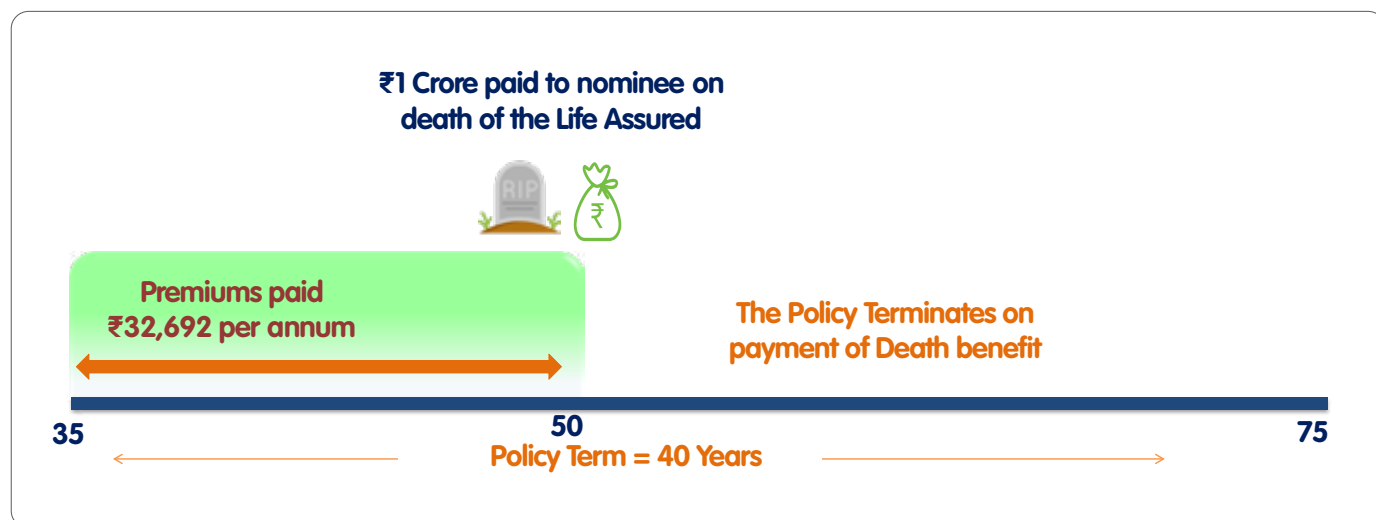 ₹1 Crore paid to nominee on
death of the Life Assured
RIP
₹
Premiums paid
₹32,692 per annum
The Policy Terminates on
payment of Death benefit
35
50
75
Policy Term = 40 Years